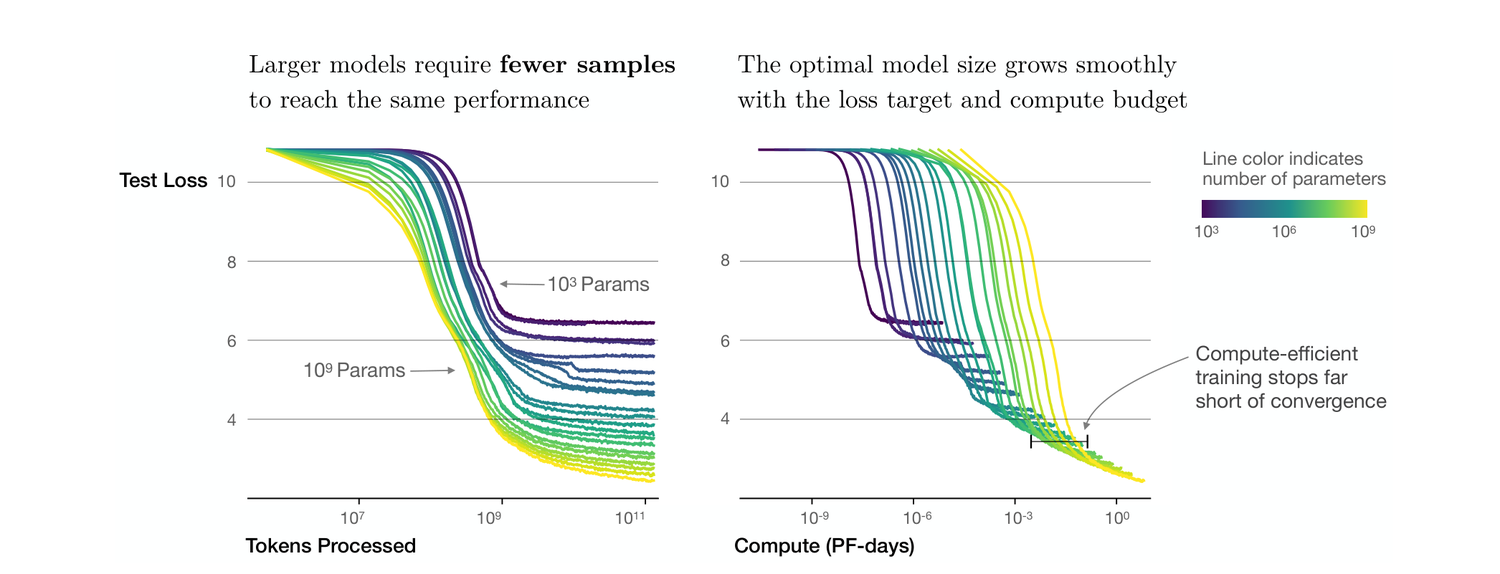 Larger models require fewer samples
to reach the same performance
The optimal model size grows smoothly
with the loss target and compute budget
Test Loss
10
8
6
4
10³ Params
10⁹ Params
10⁷
10⁹
10¹¹
Tokens Processed
10
8
6
4
10⁻⁹
10⁻⁶
10⁻³
10⁰
Compute (PF-days)
Line color indicates
number of parameters
10³
10⁶
10⁹
Compute-efficient
training stops far
short of convergence